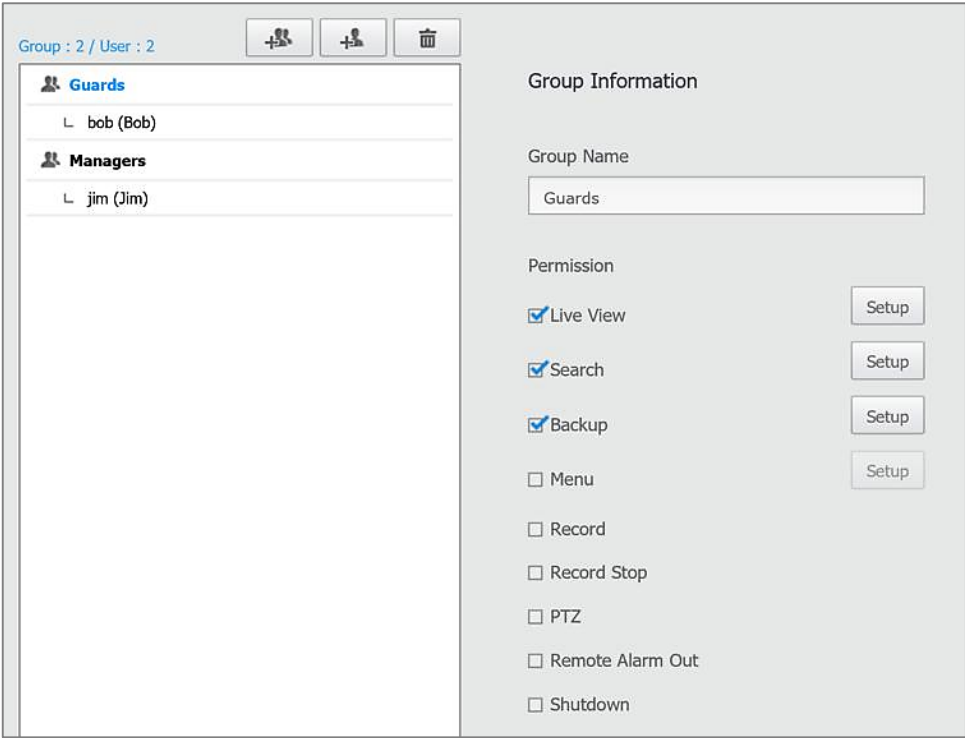 Group : 2 / User : 2
Guards
bob (Bob)
Managers
jim (Jim)
Group Information
Group Name
Guards
Permission
Live View Setup
Search Setup
Backup Setup
Menu Setup
Record
Record Stop
PTZ
Remote Alarm Out
Shutdown